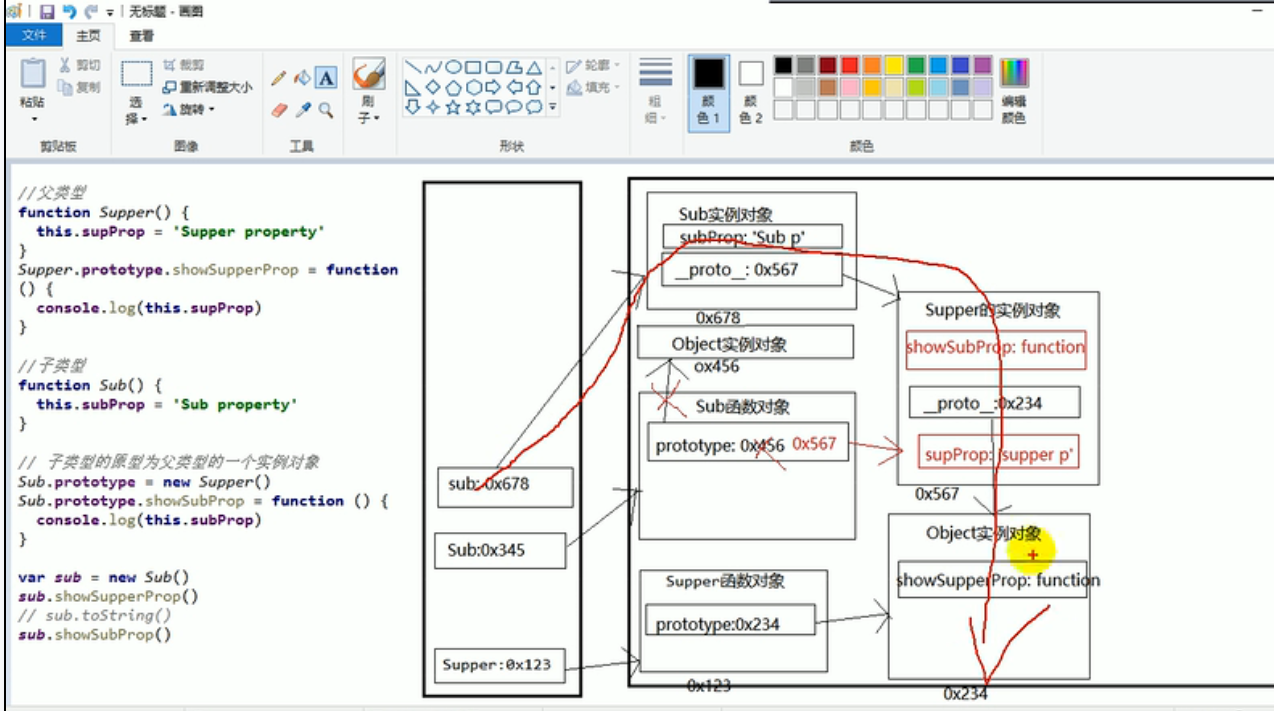 无标题 - 画图
文件 主页 查看
粘贴
剪切
复制
剪贴板
选
择
裁剪
重新调整大小
旋转
图像
A
工具
刷
子
形状
轮廓
填充
粗
细
颜
色 1
颜
色 2
编辑
颜色
颜色
//父类型
function Supper() {
this.supProp = 'Supper property'
}
Supper.prototype.showSupperProp = function
() {
console.log(this.supProp)
}
//子类型
function Sub() {
this.subProp = 'Sub property'
}
// 子类型的原型为父类型的一个实例对象
Sub.prototype = new Supper()
Sub.prototype.showSubProp = function () {
console.log(this.subProp)
}
var sub = new Sub()
sub.showSupperProp()
// sub.toString()
sub.showSubProp()
sub: 0x678
Sub:0x345
Supper:0x123
Sub实例对象
subProp: 'Sub p'
__proto__: 0x567
0x678
Object实例对象
ox456
Sub函数对象
prototype: 0x456 0x567
Supper函数对象
prototype:0x234
0x123
Supper的实例对象
showSubProp: function
__proto__:0x234
supProp: 'supper p'
0x567
Object实例对象
showSupperProp: function
0x234